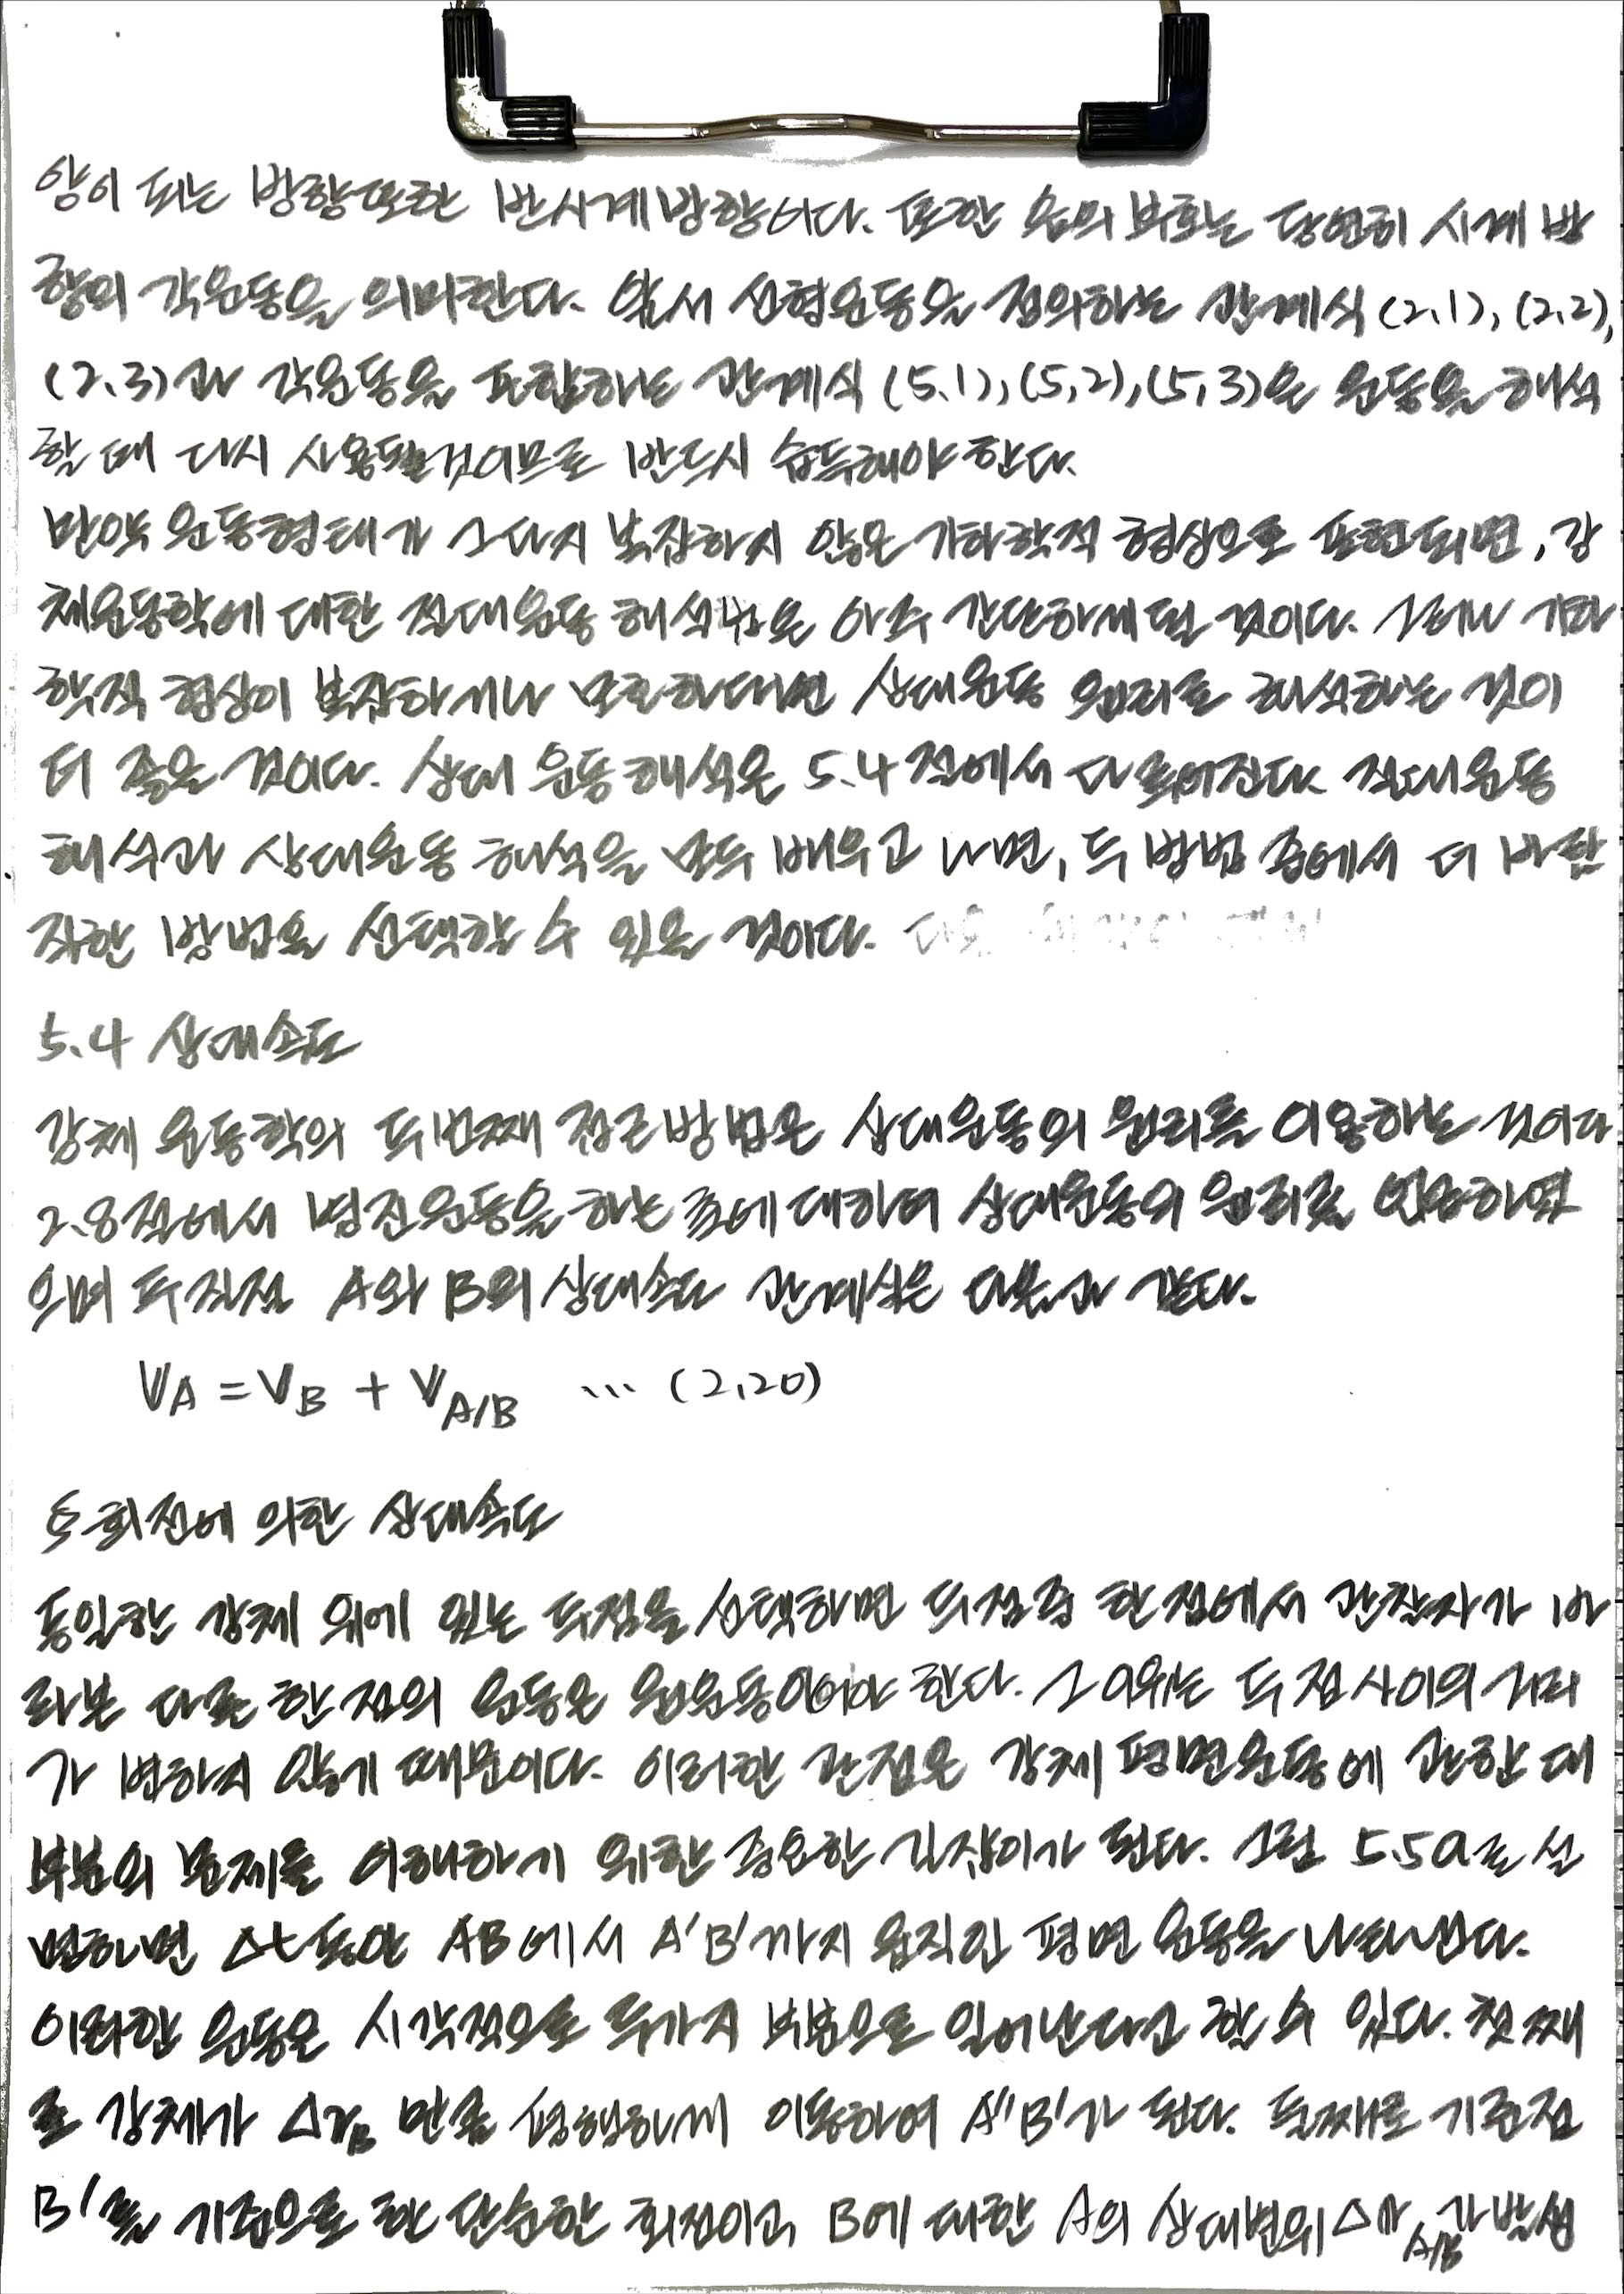 양이 되는 방향또한 반시계방향이다. 또한 음의 부호는 당연히 시계 방
향의 각운동을 의미한다. 앞서 선형운동을 정의하는 관계식 (2.1), (2.2),
(2.3)과 각운동을 포함하는 관계식 (5.1), (5.2), (5.3)은 운동을 해석
할 때 다시 사용될것이므로 반드시 습득해야 한다.
만약 운동형태가 그다지 복잡하지 않은 기하학적 형상으로 표현되면, 강
체운동학에 대한 절대운동 해석법은 아주 간단하게 될 것이다. 그러나 기하
학적 형상이 복잡하거나 모호하다면 상대운동 원리로 해석하는 것이
더 좋을 것이다. 상대 운동 해석은 5.4 절에서 다루어진다. 절대운동
해석과 상대운동 해석을 모두 배우고 나면, 두 방법 중에서 더 바람
직한 방법을 선택할 수 있을 것이다.
5.4 상대속도
강체 운동학의 두번째 접근방법은 상대운동의 원리를 이용하는 것이다
2.8절에서 병진운동을 하는 축에 대하여 상대운동의 원리를 언급하였
으며 두 질점 A와 B의 상대속도 관계식은 다음과 같다.
V_A = V_B + V_{A/B} ... (2.20)
§ 회전에 의한 상대속도
동일한 강체 위에 있는 두점을 선택하면 두점중 한 점에서 관찰자가 바
라본 다른 한 점의 운동은 원운동이어야 한다. 그 이유는 두 점 사이의 거리
가 변하지 않기 때문이다. 이러한 관점은 강체 평면운동에 관한 대
부분의 문제를 이해하기 위한 중요한 길잡이가 된다. 그림 5.5a로 설
명하면 Δt 동안 AB에서 A'B'까지 움직인 평면 운동을 나타낸다.
이러한 운동은 시각적으로 두가지 부분으로 일어난다고 할 수 있다. 첫째
로 강체가 Δr_B 만큼 평행하게 이동하여 A''B'가 된다. 둘째로 기준점
B'를 기준으로 한 단순한 회전이고, B에 대한 A의 상대변위 Δr_{A/B}가 발생